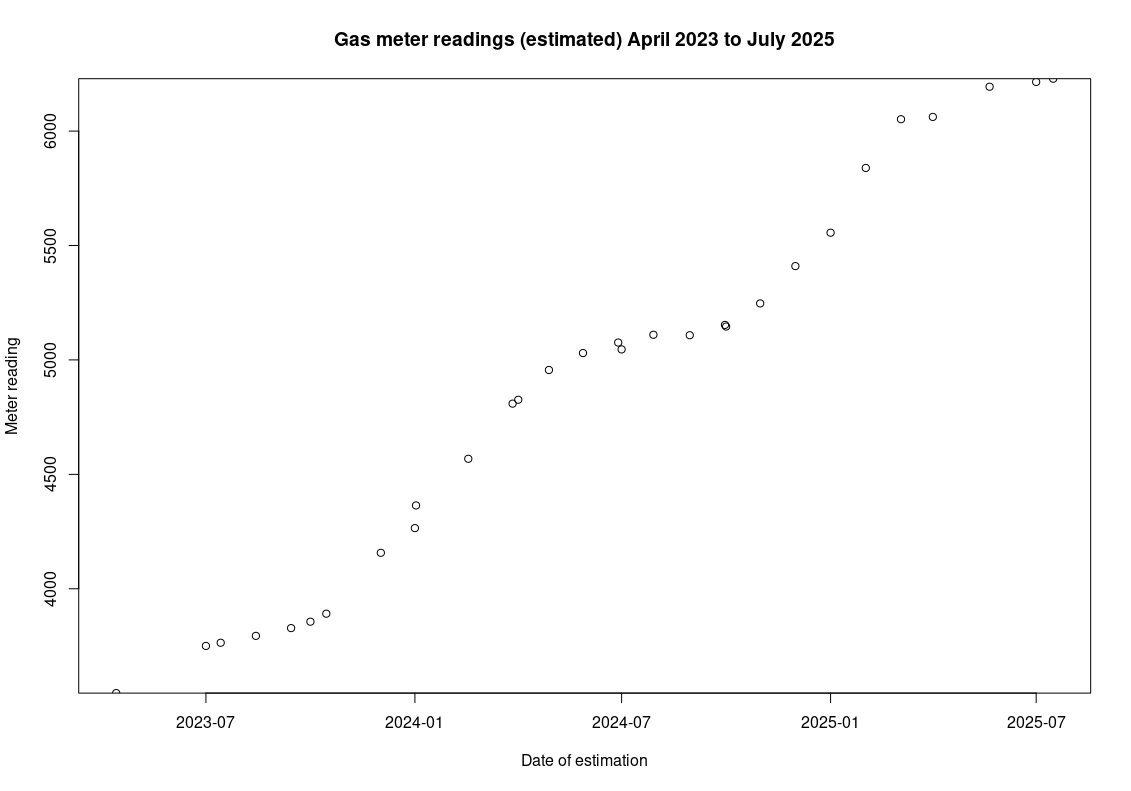 Gas meter readings (estimated) April 2023 to July 2025
6000
5500
5000
4500
4000
Meter reading
2023-07 2024-01 2024-07 2025-01 2025-07
Date of estimation